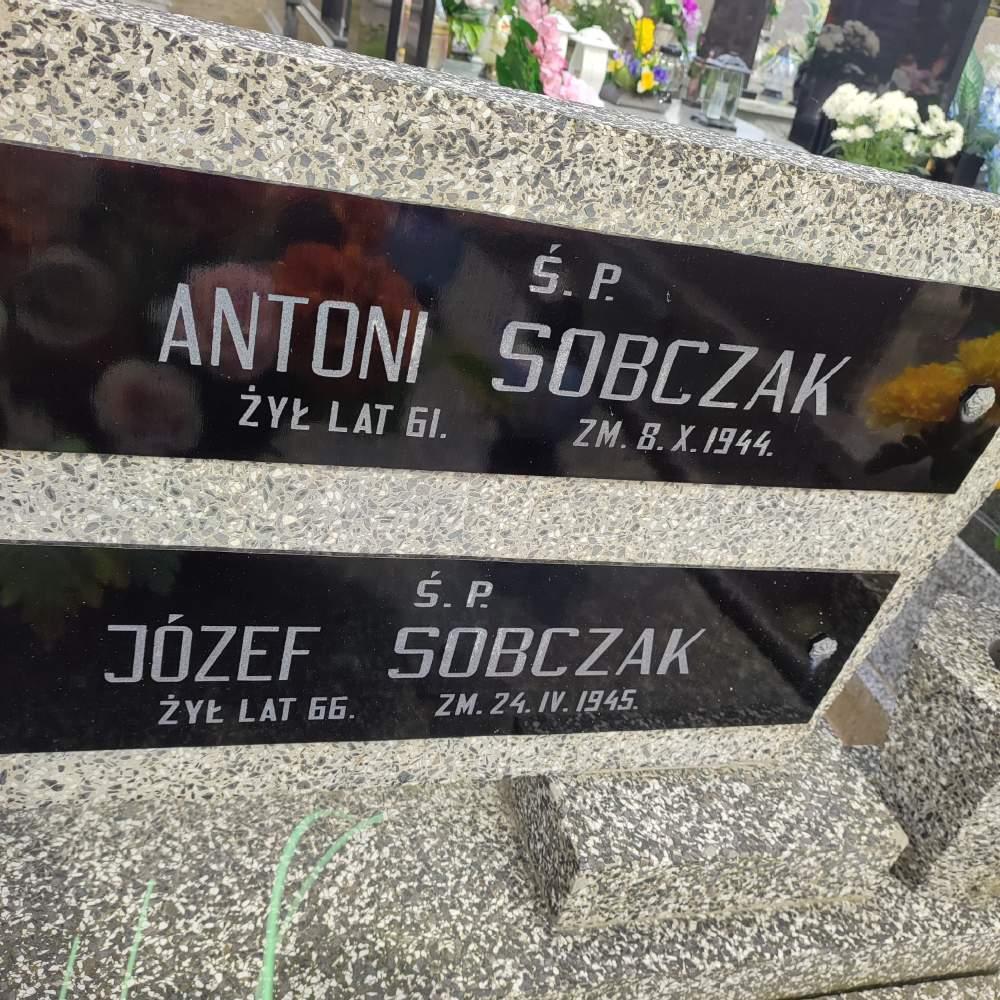 Ś. P.
ANTONI SOBCZAK
ŻYŁ LAT 61. ZM. 8. X. 1944.
Ś. P.
JÓZEF SOBCZAK
ŻYŁ LAT 66. ZM. 24. IV. 1945.